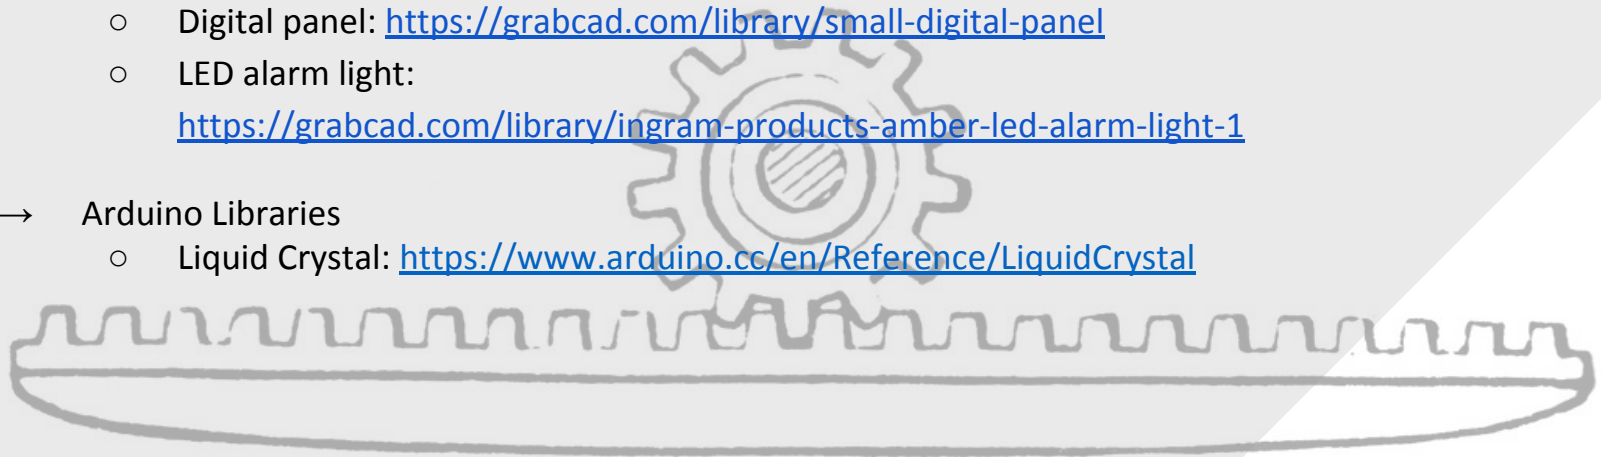 ○ Digital panel: https://grabcad.com/library/small-digital-panel
○ LED alarm light:
https://grabcad.com/library/ingram-products-amber-led-alarm-light-1
→ Arduino Libraries
○ Liquid Crystal: https://www.arduino.cc/en/Reference/LiquidCrystal